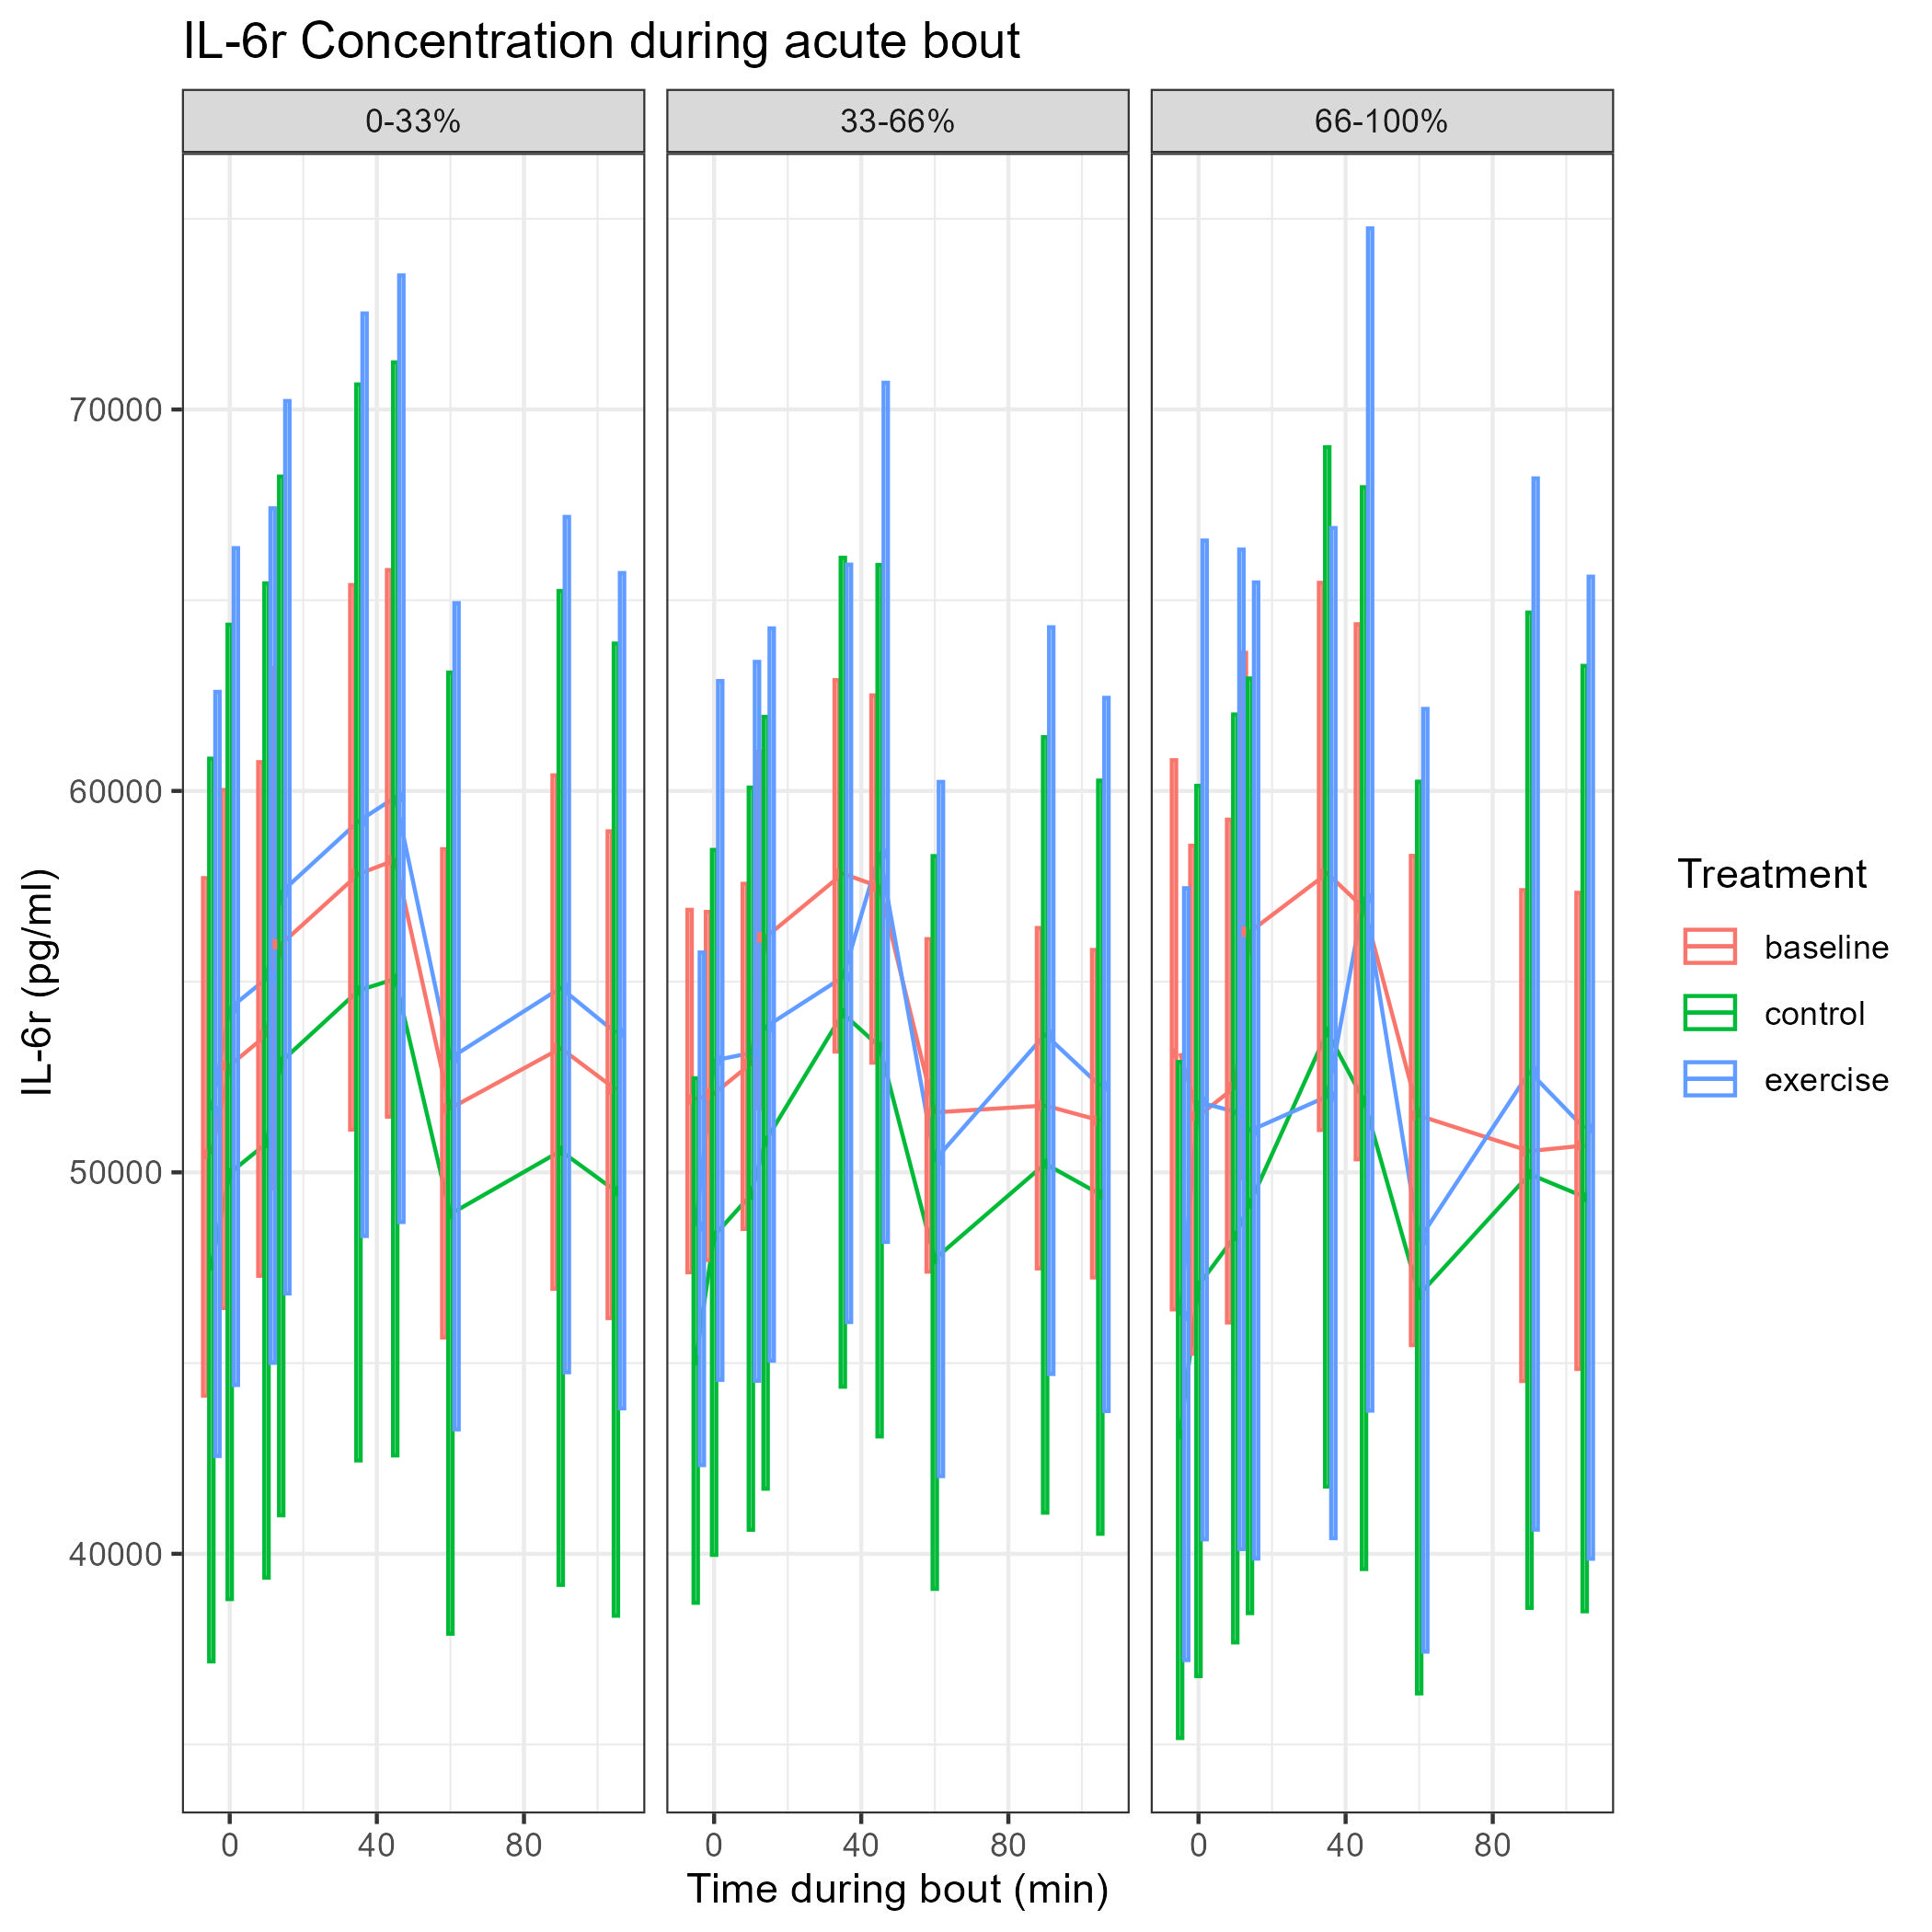 IL-6r Concentration during acute bout
0-33% 33-66% 66-100%
70000
60000
50000
40000
IL-6r (pg/ml)
0 40 80 0 40 80 0 40 80
Time during bout (min)
Treatment
baseline
control
exercise